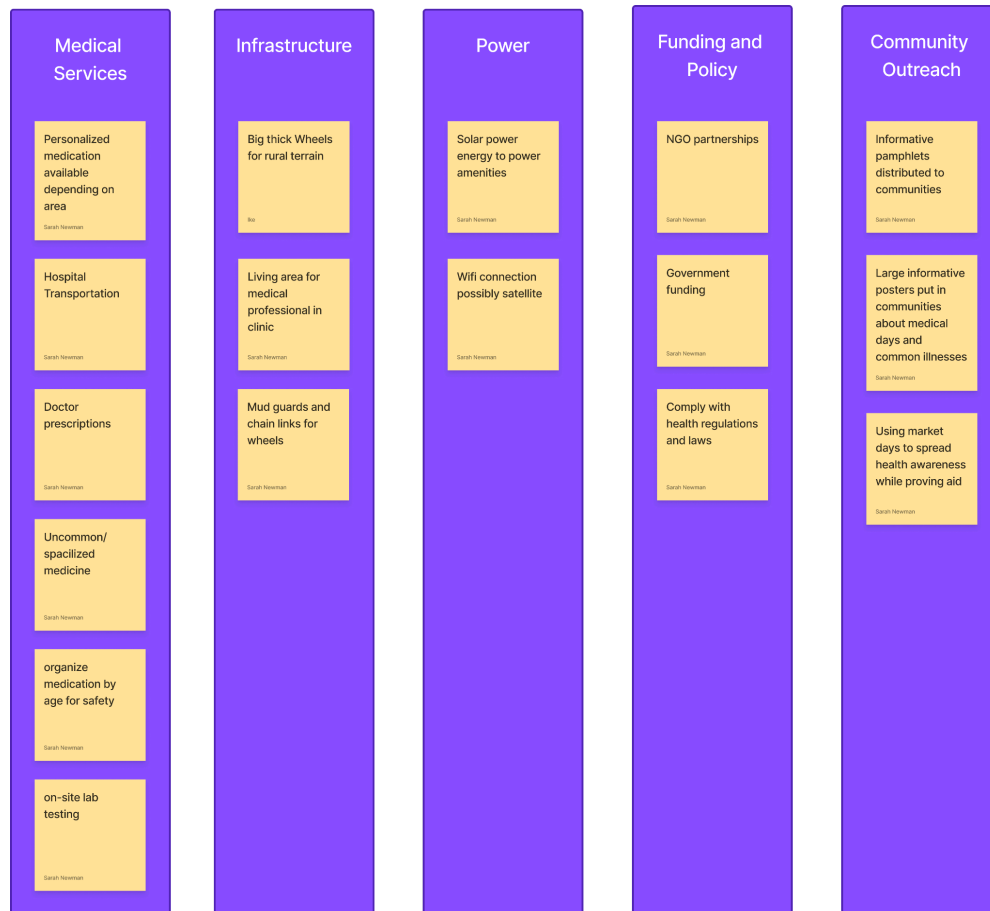 Medical
Services
Personalized
medication
available
depending on
area
Sarah Newman
Hospital
Transportation
Sarah Newman
Doctor
prescriptions
Sarah Newman
Uncommon/
spacilized
medicine
Sarah Newman
organize
medication by
age for safety
Sarah Newman
on-site lab
testing
Sarah Newman
Infrastructure
Big thick Wheels
for rural terrain
Ike
Living area for
medical
professional in
clinic
Sarah Newman
Mud guards and
chain links for
wheels
Sarah Newman
Power
Solar power
energy to power
amenities
Sarah Newman
Wifi connection
possibly satellite
Sarah Newman
Funding and
Policy
NGO partnerships
Sarah Newman
Government
funding
Sarah Newman
Comply with
health regulations
and laws
Sarah Newman
Community
Outreach
Informative
pamphlets
distributed to
communities
Sarah Newman
Large informative
posters put in
communities
about medical
days and
common illnesses
Sarah Newman
Using market
days to spread
health awareness
while proving aid
Sarah Newman